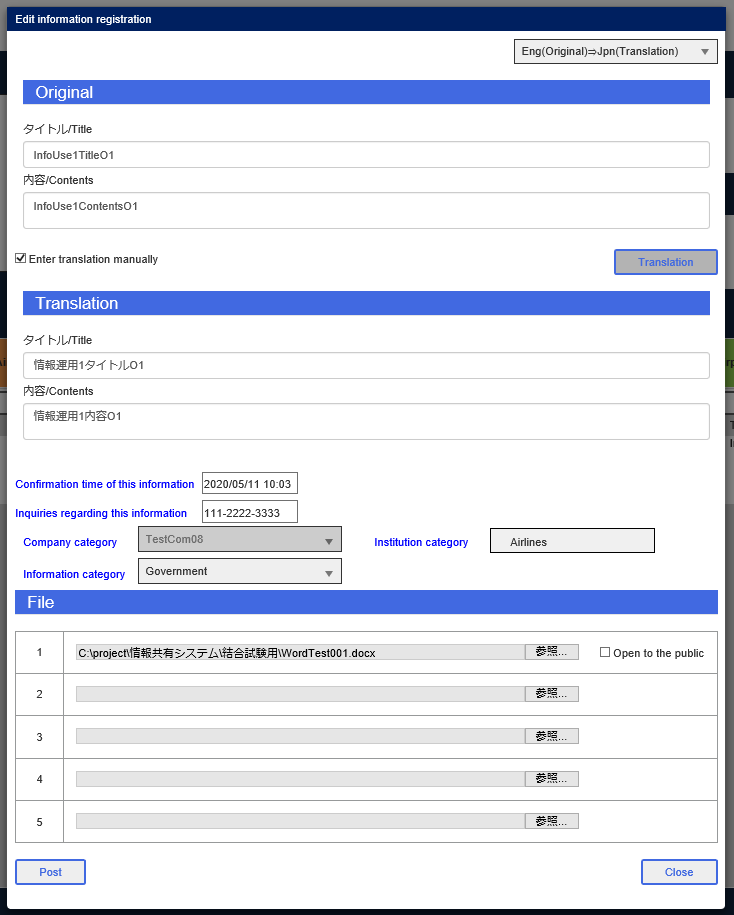 Edit information registration
Eng(Original)⇒Jpn(Translation)
Original
タイトル/Title
InfoUse1TitleO1
内容/Contents
InfoUse1ContentsO1
Enter translation manually
Translation
Translation
タイトル/Title
情報運用1タイトルO1
内容/Contents
情報運用1内容O1
Confirmation time of this information 2020/05/11 10:03
Inquiries regarding this information 111-2222-3333
Company category TestCom08 Institution category Airlines
Information category Government
File
1 C:\project\情報共有システム\結合試験用\WordTest001.docx 参照... Open to the public
2 参照...
3 参照...
4 参照...
5 参照...
Post Close